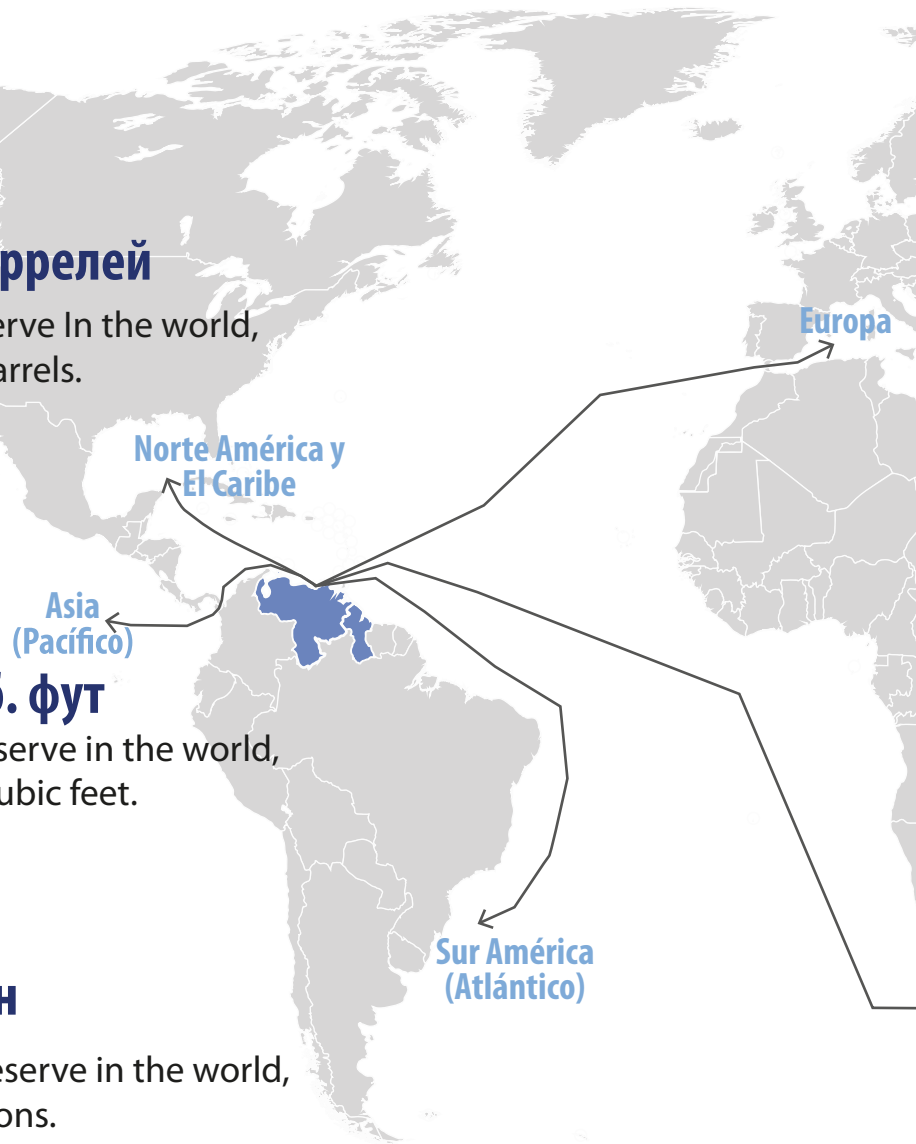 ррелей
erve In the world,
arrels.
Europa
Norte América y
El Caribe
Asia
(Pacífico)
б. фут
serve in the world,
ubic feet.
Sur América
(Atlántico)
н
eserve in the world,
ons.